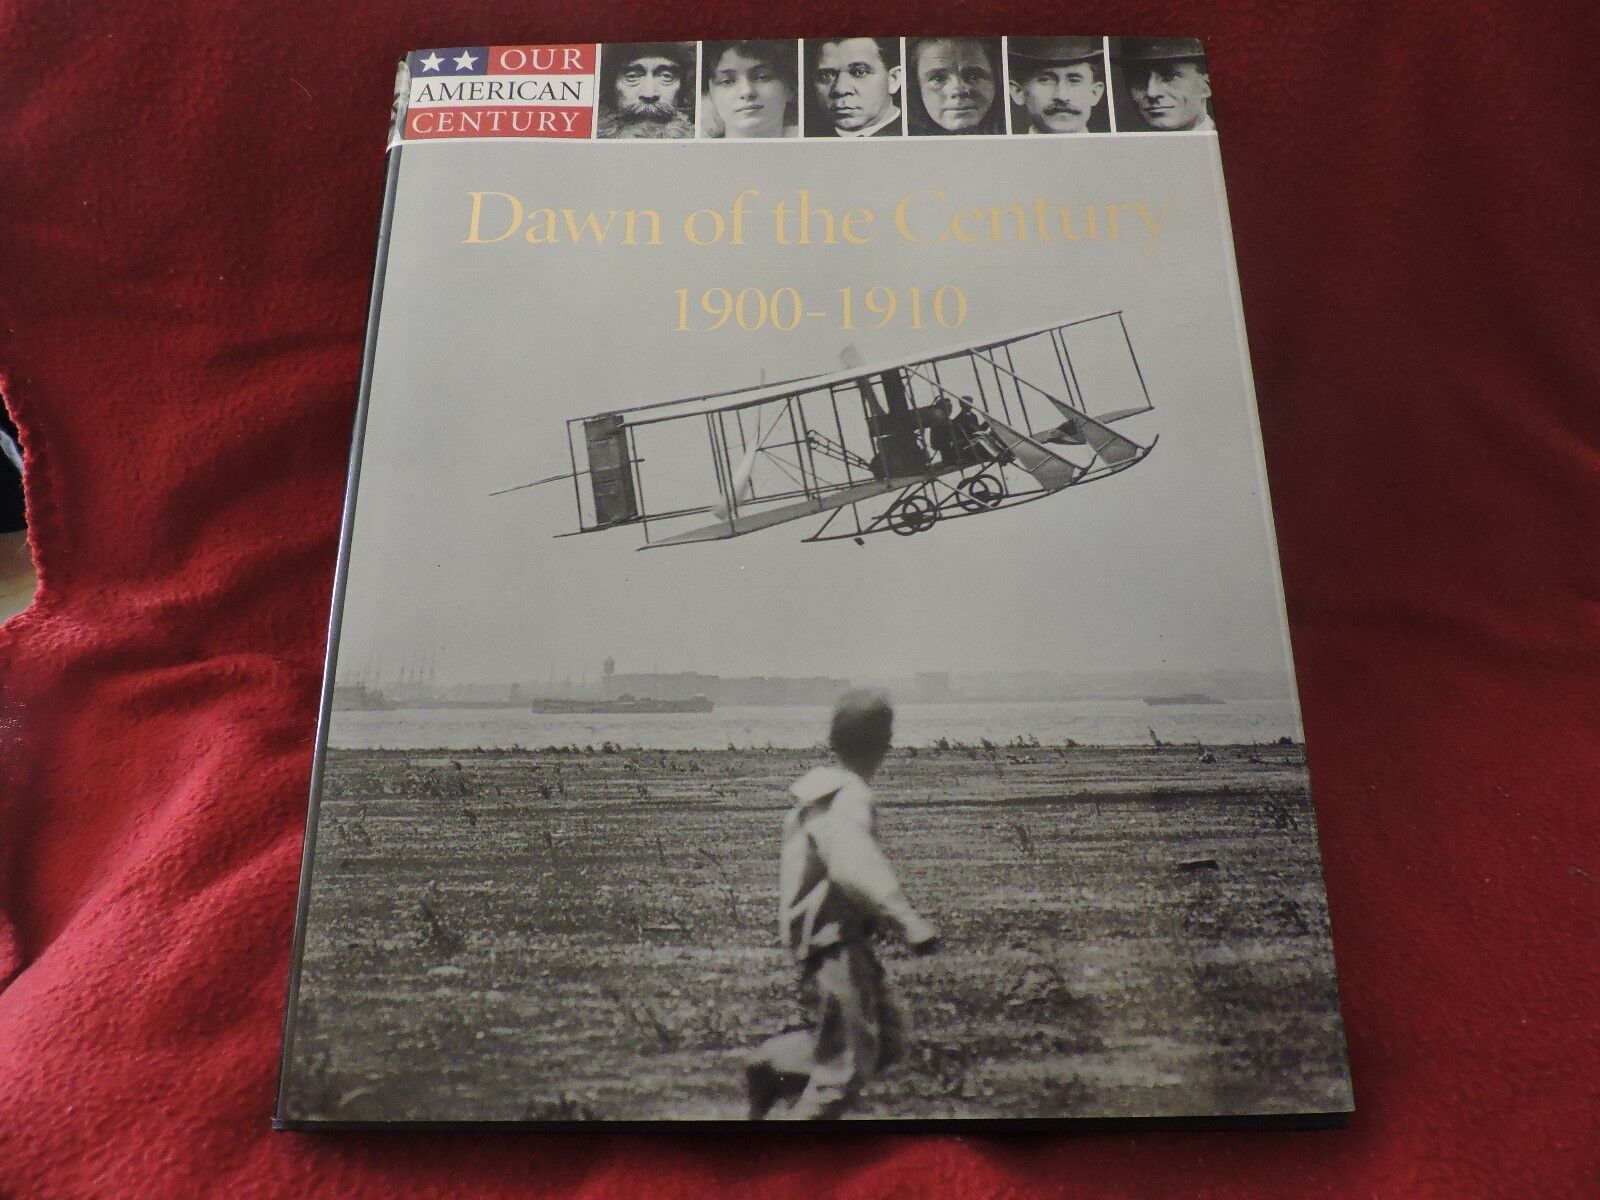 OUR
AMERICAN
CENTURY
Dawn of the Century
1900-1910